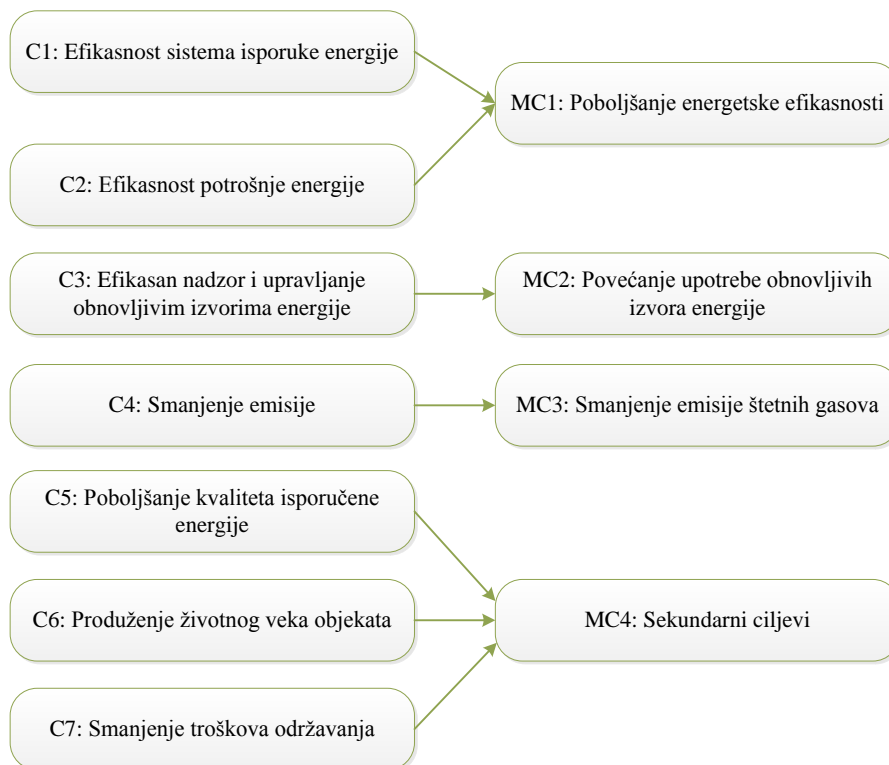 C1: Efikasnost sistema isporuke energije
MC1: Poboljšanje energetske efikasnosti
C2: Efikasnost potrošnje energije
C3: Efikasan nadzor i upravljanje
obnovljivim izvorima energije
MC2: Povećanje upotrebe obnovljivih
izvora energije
C4: Smanjenje emisije
MC3: Smanjenje emisije štetnih gasova
C5: Poboljšanje kvaliteta isporučene
energije
C6: Produženje životnog veka objekata
MC4: Sekundarni ciljevi
C7: Smanjenje troškova održavanja